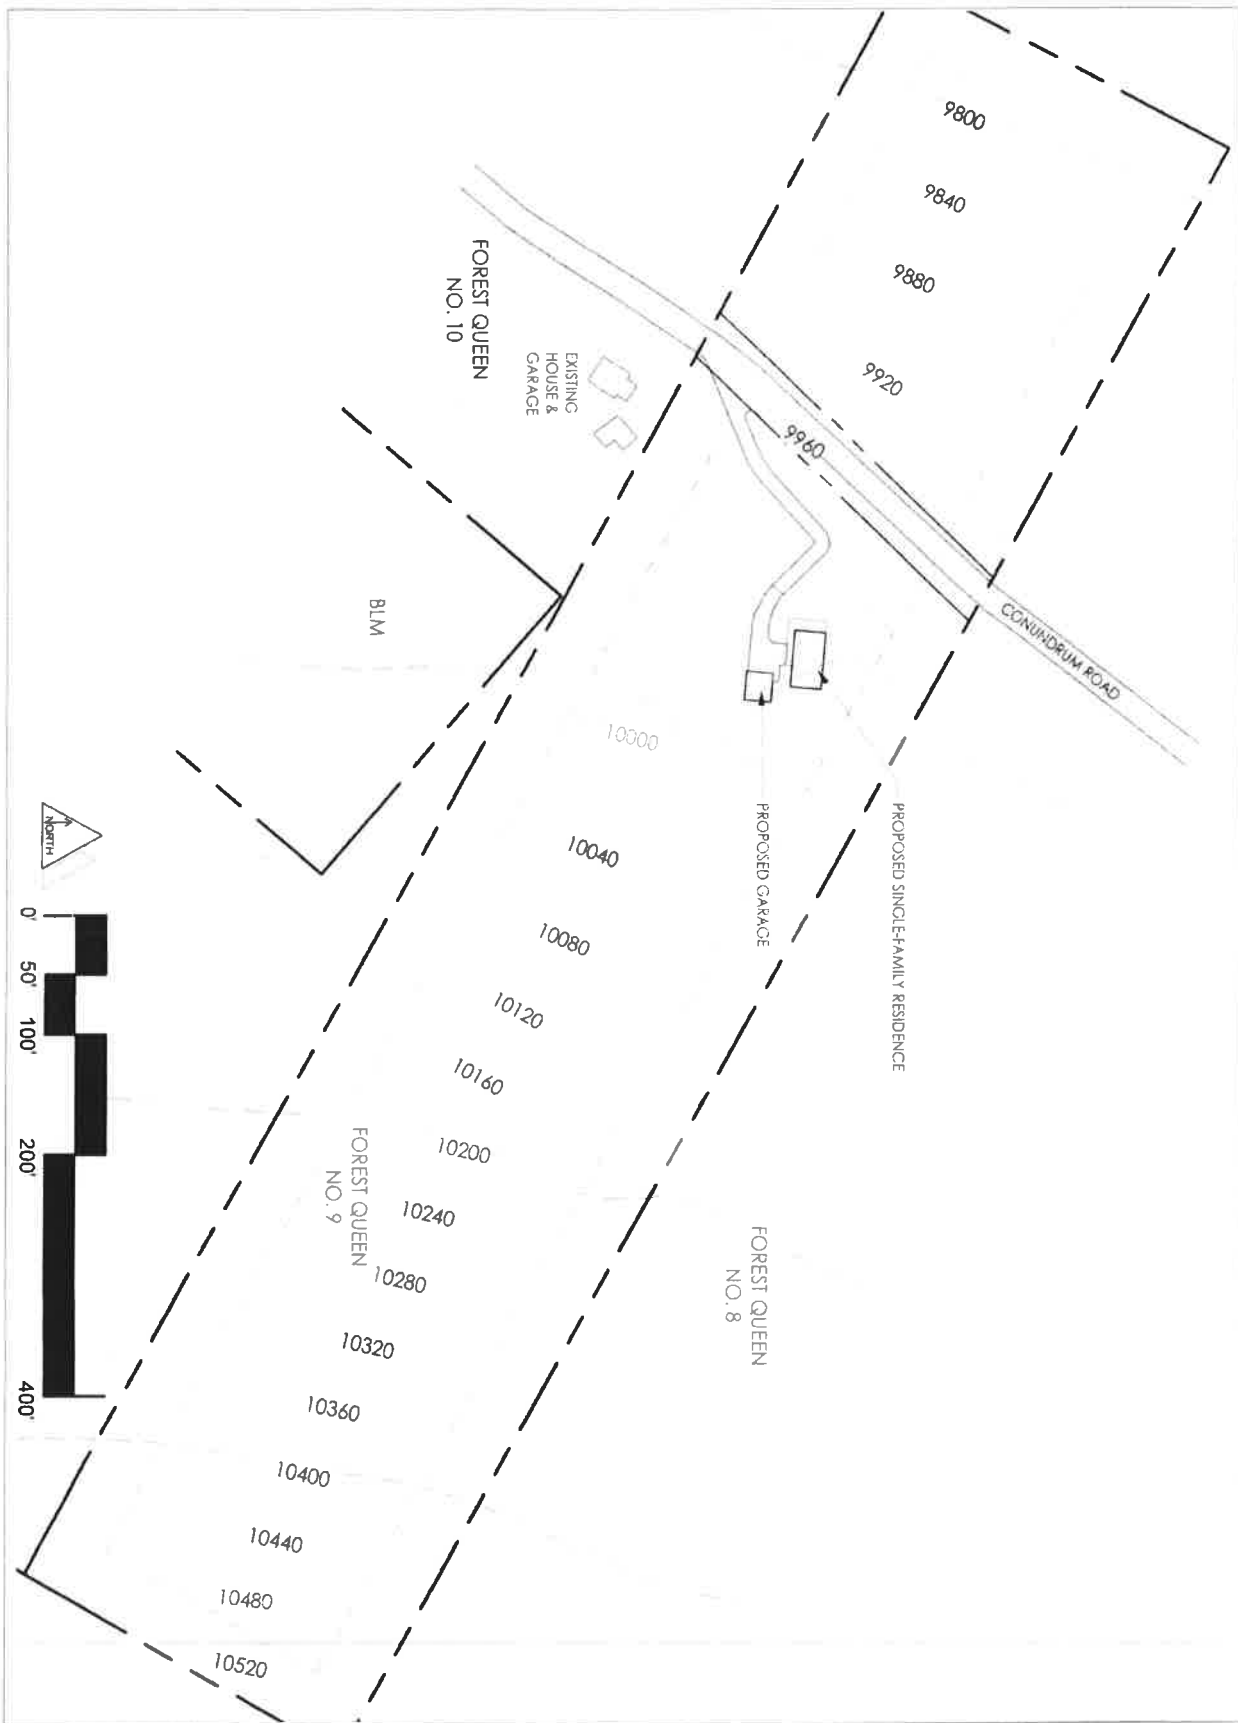 9800
9840
9880
9920
9960
CONUNDRUM ROAD
FOREST QUEEN
NO. 10
EXISTING
HOUSE &
GARAGE
BLM
PROPOSED SINGLE-FAMILY RESIDENCE
PROPOSED GARAGE
10000
10040
10080
10120
10160
10200
10240
10280
10320
10360
10400
10440
10480
10520
FOREST QUEEN
NO. 9
FOREST QUEEN
NO. 8
NORTH
0' 50' 100' 200' 400'